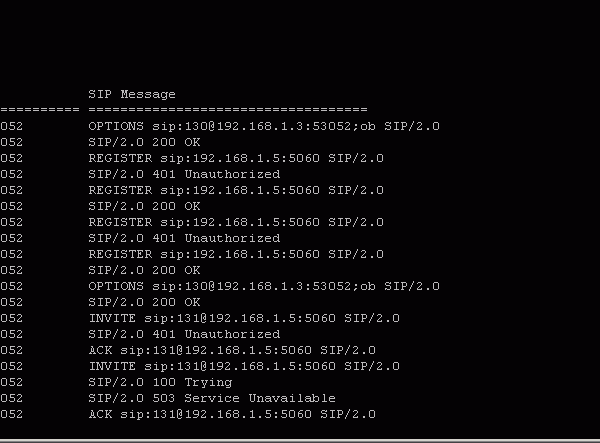 SIP Message
========== ===================================
052 OPTIONS sip:130@192.168.1.3:53052;ob SIP/2.0
052 SIP/2.0 200 OK
052 REGISTER sip:192.168.1.5:5060 SIP/2.0
052 SIP/2.0 401 Unauthorized
052 REGISTER sip:192.168.1.5:5060 SIP/2.0
052 SIP/2.0 200 OK
052 REGISTER sip:192.168.1.5:5060 SIP/2.0
052 SIP/2.0 401 Unauthorized
052 REGISTER sip:192.168.1.5:5060 SIP/2.0
052 SIP/2.0 200 OK
052 OPTIONS sip:130@192.168.1.3:53052;ob SIP/2.0
052 SIP/2.0 200 OK
052 INVITE sip:131@192.168.1.5:5060 SIP/2.0
052 SIP/2.0 401 Unauthorized
052 ACK sip:131@192.168.1.5:5060 SIP/2.0
052 INVITE sip:131@192.168.1.5:5060 SIP/2.0
052 SIP/2.0 100 Trying
052 SIP/2.0 503 Service Unavailable
052 ACK sip:131@192.168.1.5:5060 SIP/2.0